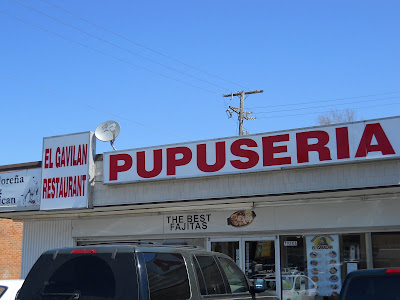 EL GAVILAN
RESTAURANT
PUPUSERIA
THE BEST
FAJITAS